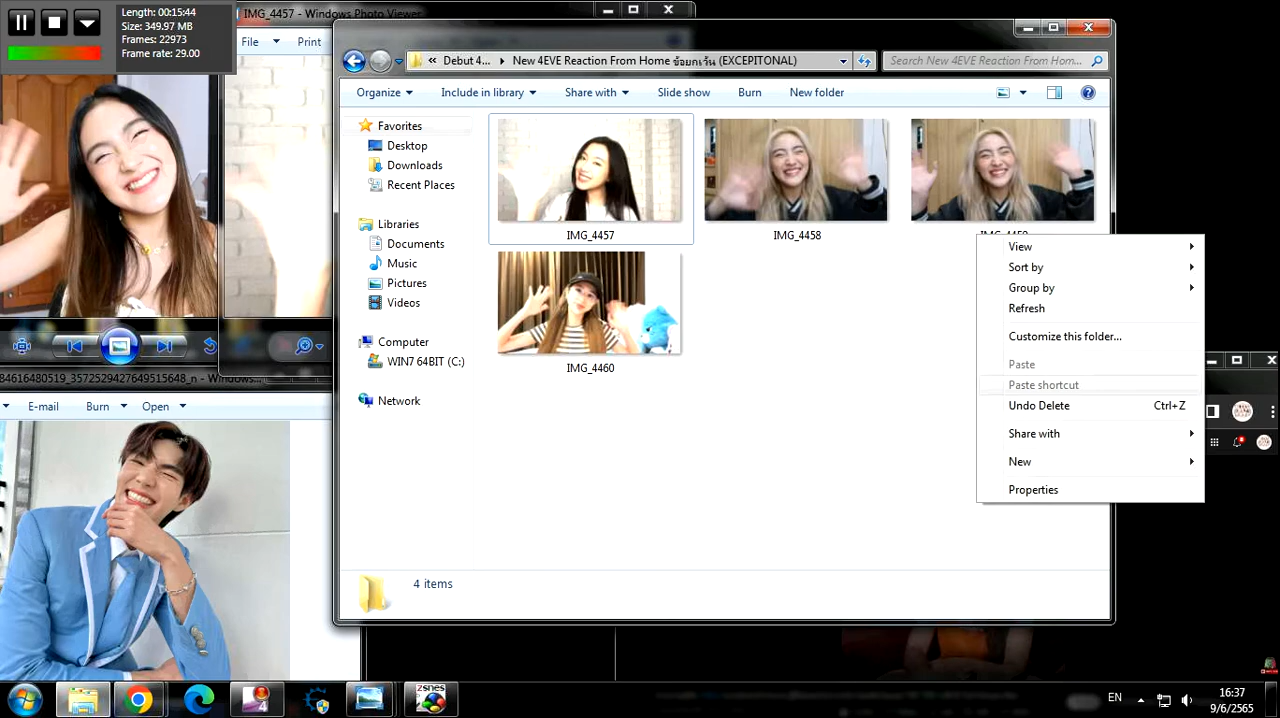 Length: 00:15:44
Size: 349.97 MB
Frames: 22973
Frame rate: 29.00
IMG_4457 - Windows Photo Viewer
File Print
Debut 4... New 4EVE Reaction From Home ข้อยกเว้น (EXCEPITONAL)
Search New 4EVE Reaction From Home...
Organize Include in library Share with Slide show Burn New folder
Favorites
Desktop
Downloads
Recent Places
Libraries
Documents
Music
Pictures
Videos
Computer
WIN7 64BIT (C:)
Network
IMG_4457
IMG_4458
IMG_4460
View
Sort by
Group by
Refresh
Customize this folder...
Paste
Paste shortcut
Undo Delete Ctrl+Z
Share with
New
Properties
84616480519_3572529427649515648_n - Windows...
E-mail Burn Open
4 items
4
zsnes
EN
16:37
9/6/2565